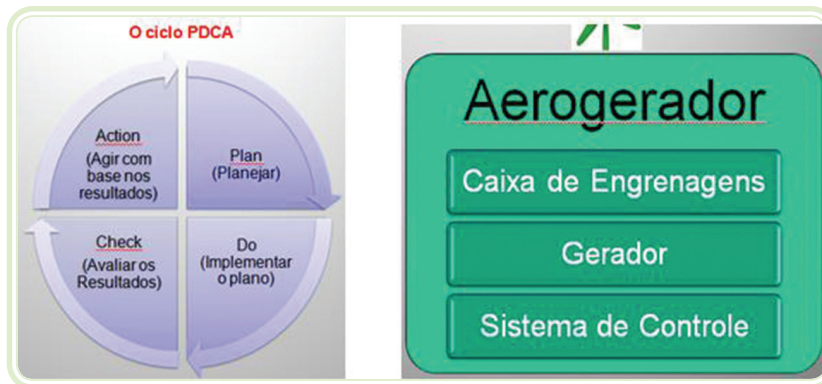 O ciclo PDCA
Action
(Agir com
base nos
resultados)
Plan
(Planejar)
Check
(Avaliar os
Resultados)
Do
(Implementar
o plano)
Aerogerador
Caixa de Engrenagens
Gerador
Sistema de Controle